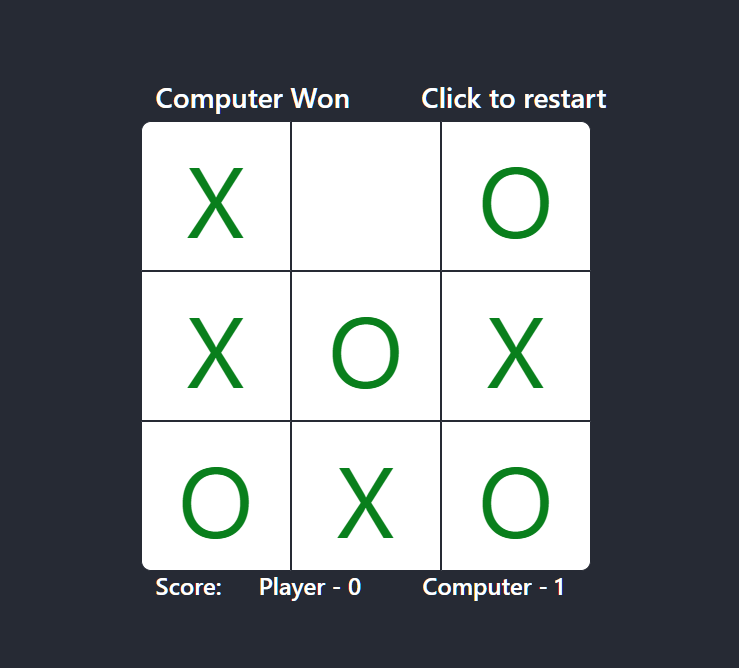 Computer Won Click to restart
X O
X O X
O X O
Score: Player - 0 Computer - 1